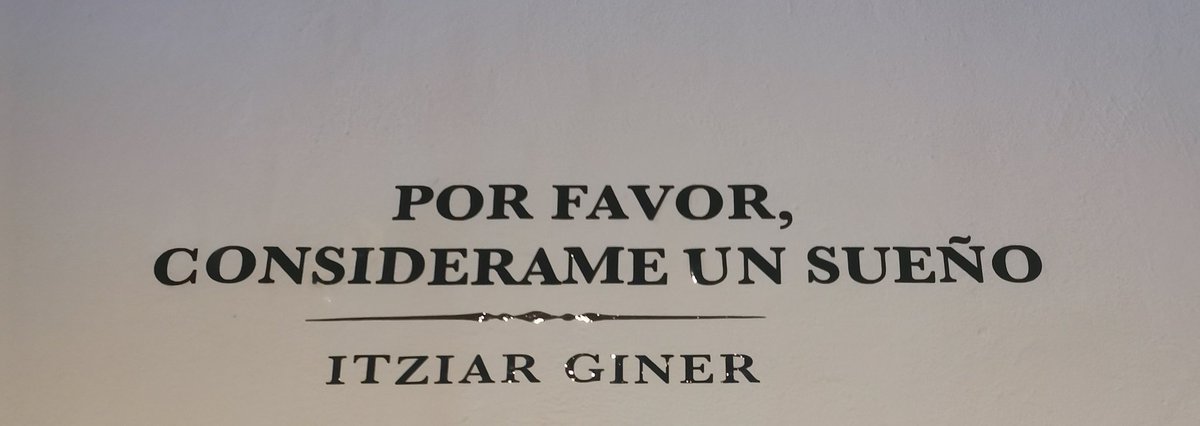 POR FAVOR,
CONSIDERAME UN SUEÑO
ITZIAR GINER